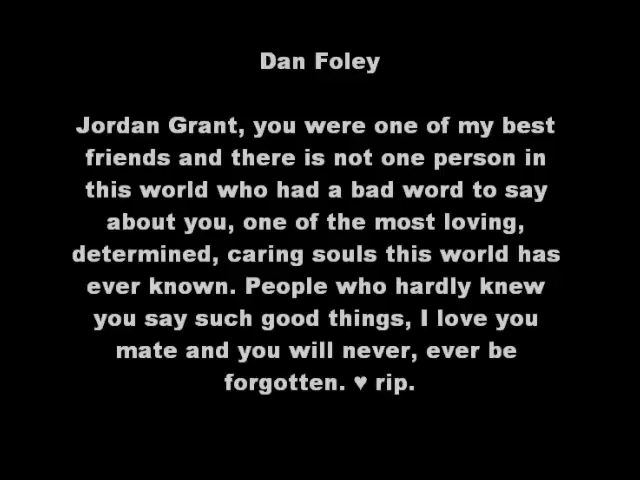 Dan Foley
Jordan Grant, you were one of my best
friends and there is not one person in
this world who had a bad word to say
about you, one of the most loving,
determined, caring souls this world has
ever known. People who hardly knew
you say such good things, I love you
mate and you will never, ever be
forgotten. ♥ rip.